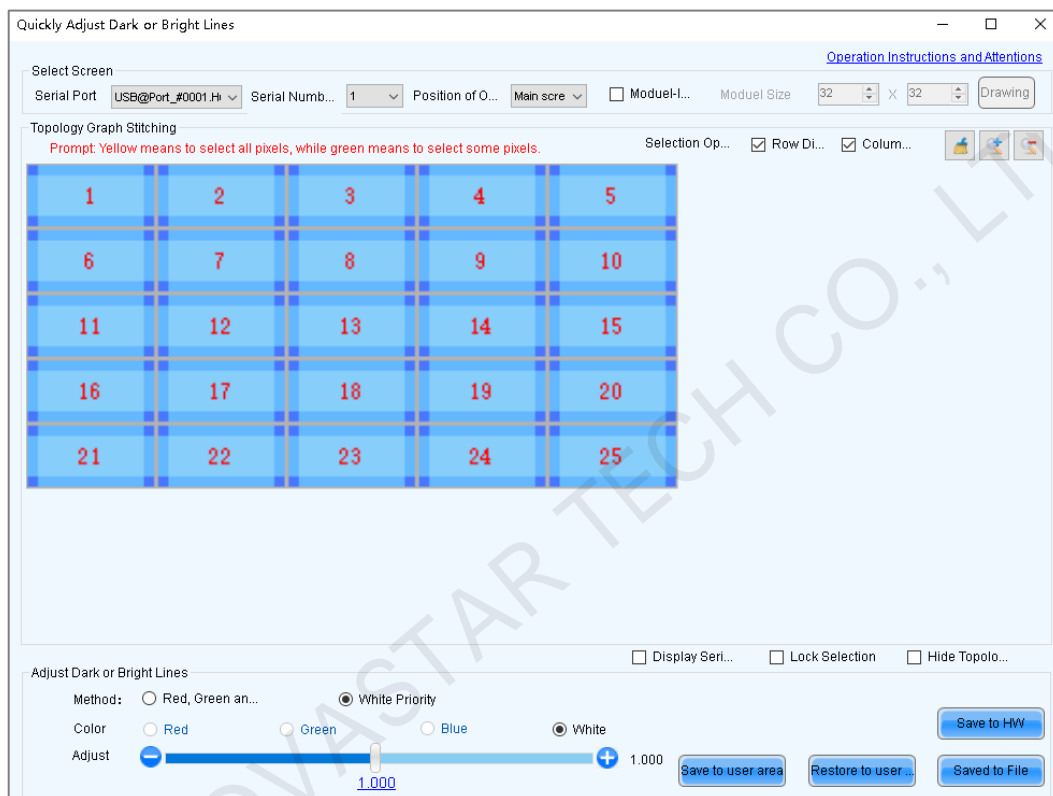 Quickly Adjust Dark or Bright Lines
Operation Instructions and Attentions
Select Screen
Serial Port USB@Port_#0001.H Serial Numb... 1 Position of O... Main scre Moduel-I... Moduel Size 32 X 32 Drawing
Topology Graph Stitching
Prompt: Yellow means to select all pixels, while green means to select some pixels. Selection Op... Row Di... Colum...
1 2 3 4 5
6 7 8 9 10
11 12 13 14 15
16 17 18 19 20
21 22 23 24 25
Display Seri... Lock Selection Hide Topolo...
Adjust Dark or Bright Lines
Method: Red, Green an... White Priority
Color Red Green Blue White Save to HW
Adjust 1.000
1.000 Save to user area Restore to user ... Saved to File
OVASTAR TECH CO., LT